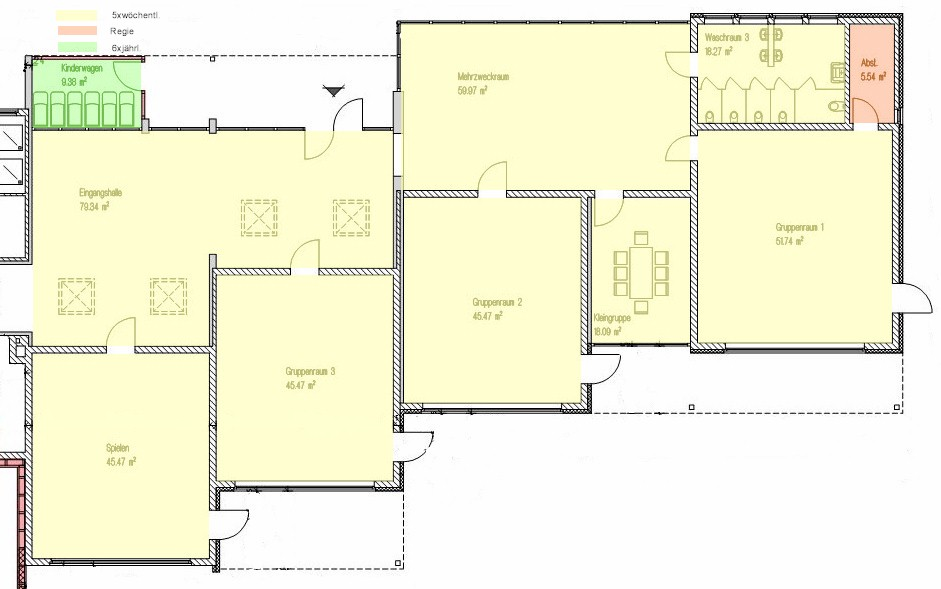 5xwöchentl.
Regie
6xjährl.
Kinderwagen
9.38 m²
Mehrzweckraum
59.97 m²
Waschraum 3
18.27 m²
Abst.
5.54 m²
Eingangshalle
79.34 m²
Gruppenraum 1
51.74 m²
Gruppenraum 2
45.47 m²
Kleingruppe
18.09 m²
Gruppenraum 3
45.47 m²
Spielen
45.47 m²